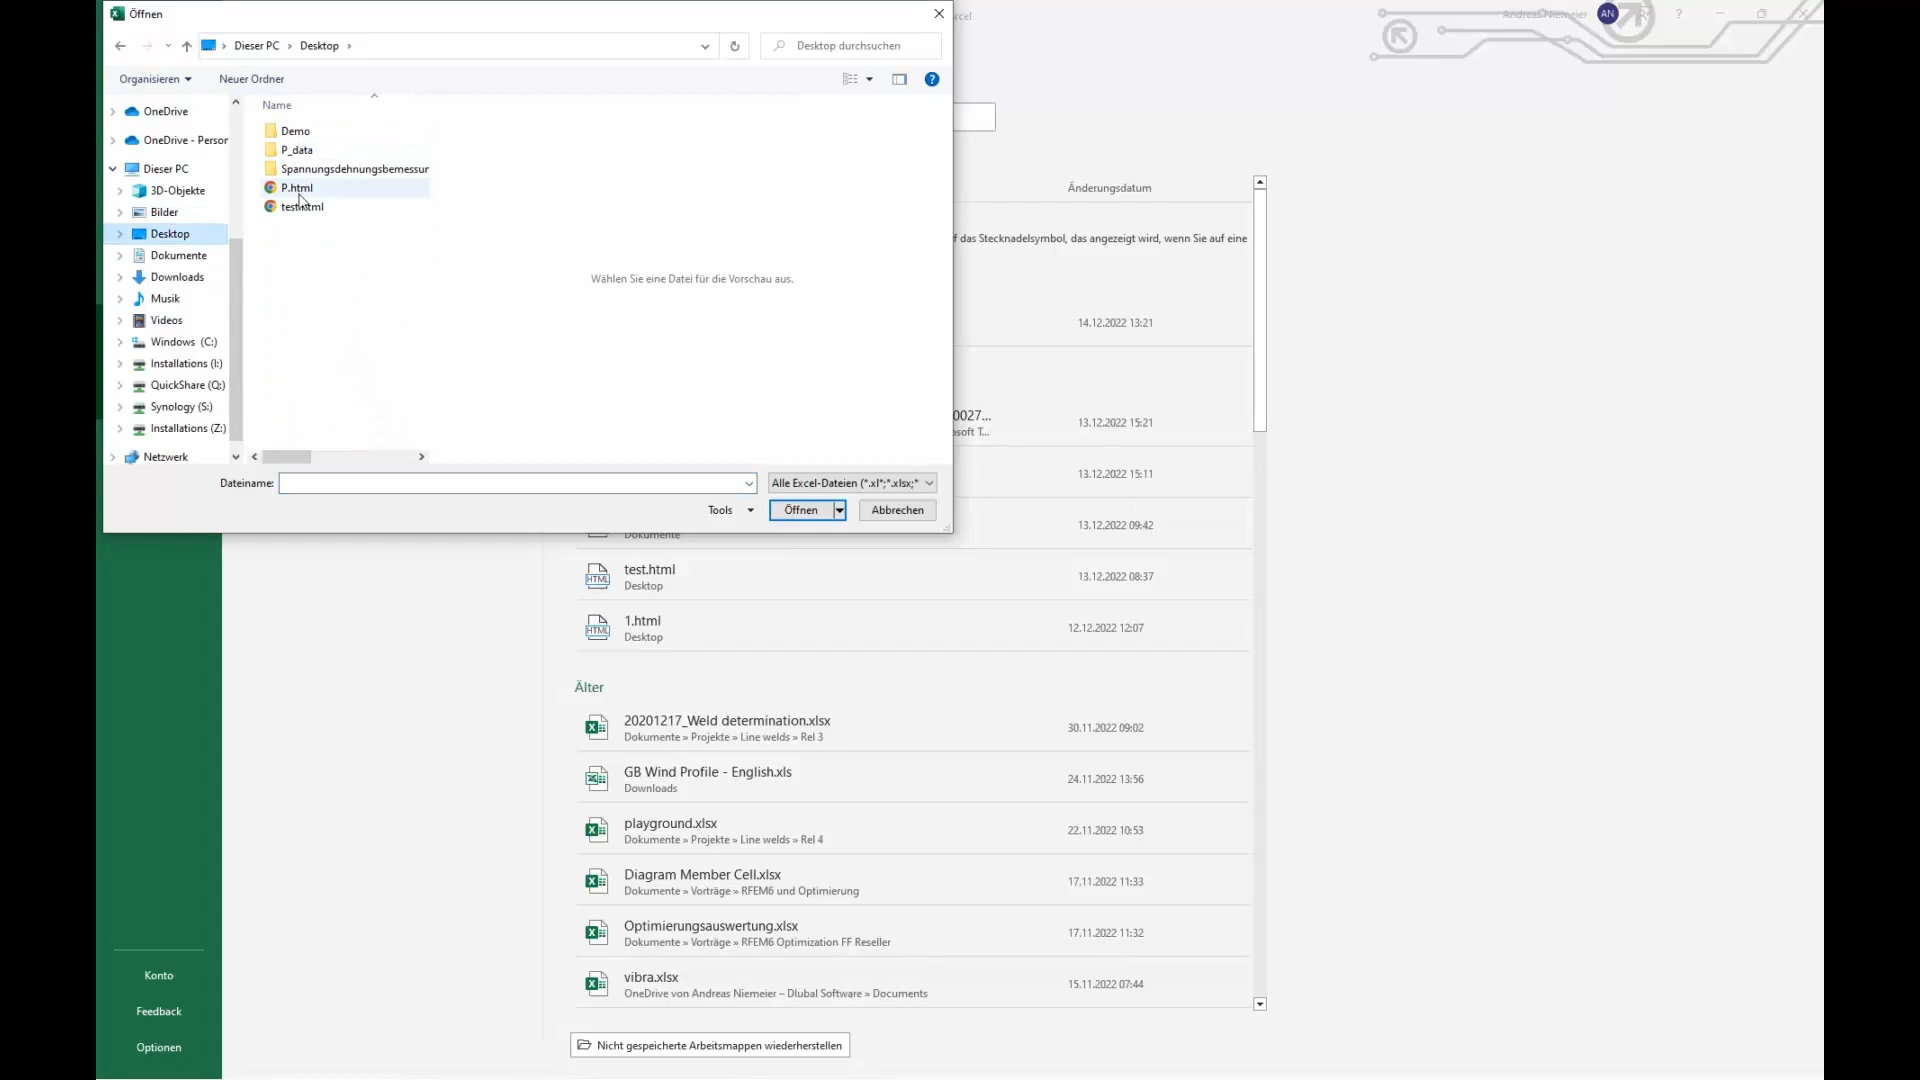 Öffnen
xcel
Andreas Niemeier
AN
?
Dieser PC
Desktop
Desktop durchsuchen
Organisieren
Neuer Ordner
?
OneDrive
OneDrive - Person
Dieser PC
3D-Objekte
Bilder
Desktop
Dokumente
Downloads
Musik
Videos
Windows (C:)
Installations (I:)
QuickShare (Q:)
Synology (S:)
Installations (Z:)
Netzwerk
Name
Demo
P_data
Spannungsdehnungsbemessur
P.html
test.html
Wählen Sie eine Datei für die Vorschau aus.
Dateiname:
Alle Excel-Dateien (*.xl*;*.xlsx;*
Tools
Öffnen
Abbrechen
Änderungsdatum
f das Stecknadelsymbol, das angezeigt wird, wenn Sie auf eine
14.12.2022 13:21
0027...
osoft T...
13.12.2022 15:21
13.12.2022 15:11
13.12.2022 09:42
Dokumente
test.html
Desktop
13.12.2022 08:37
1.html
Desktop
12.12.2022 12:07
Älter
20201217_Weld determination.xlsx
Dokumente » Projekte » Line welds » Rel 3
30.11.2022 09:02
GB Wind Profile - English.xls
Downloads
24.11.2022 13:56
playground.xlsx
Dokumente » Projekte » Line welds » Rel 4
22.11.2022 10:53
Diagram Member Cell.xlsx
Dokumente » Vorträge » RFEM6 und Optimierung
17.11.2022 11:33
Optimierungsauswertung.xlsx
Dokumente » Vorträge » RFEM6 Optimization FF Reseller
17.11.2022 11:32
vibra.xlsx
OneDrive von Andreas Niemeier – Dlubal Software » Documents
15.11.2022 07:44
Nicht gespeicherte Arbeitsmappen wiederherstellen
Konto
Feedback
Optionen